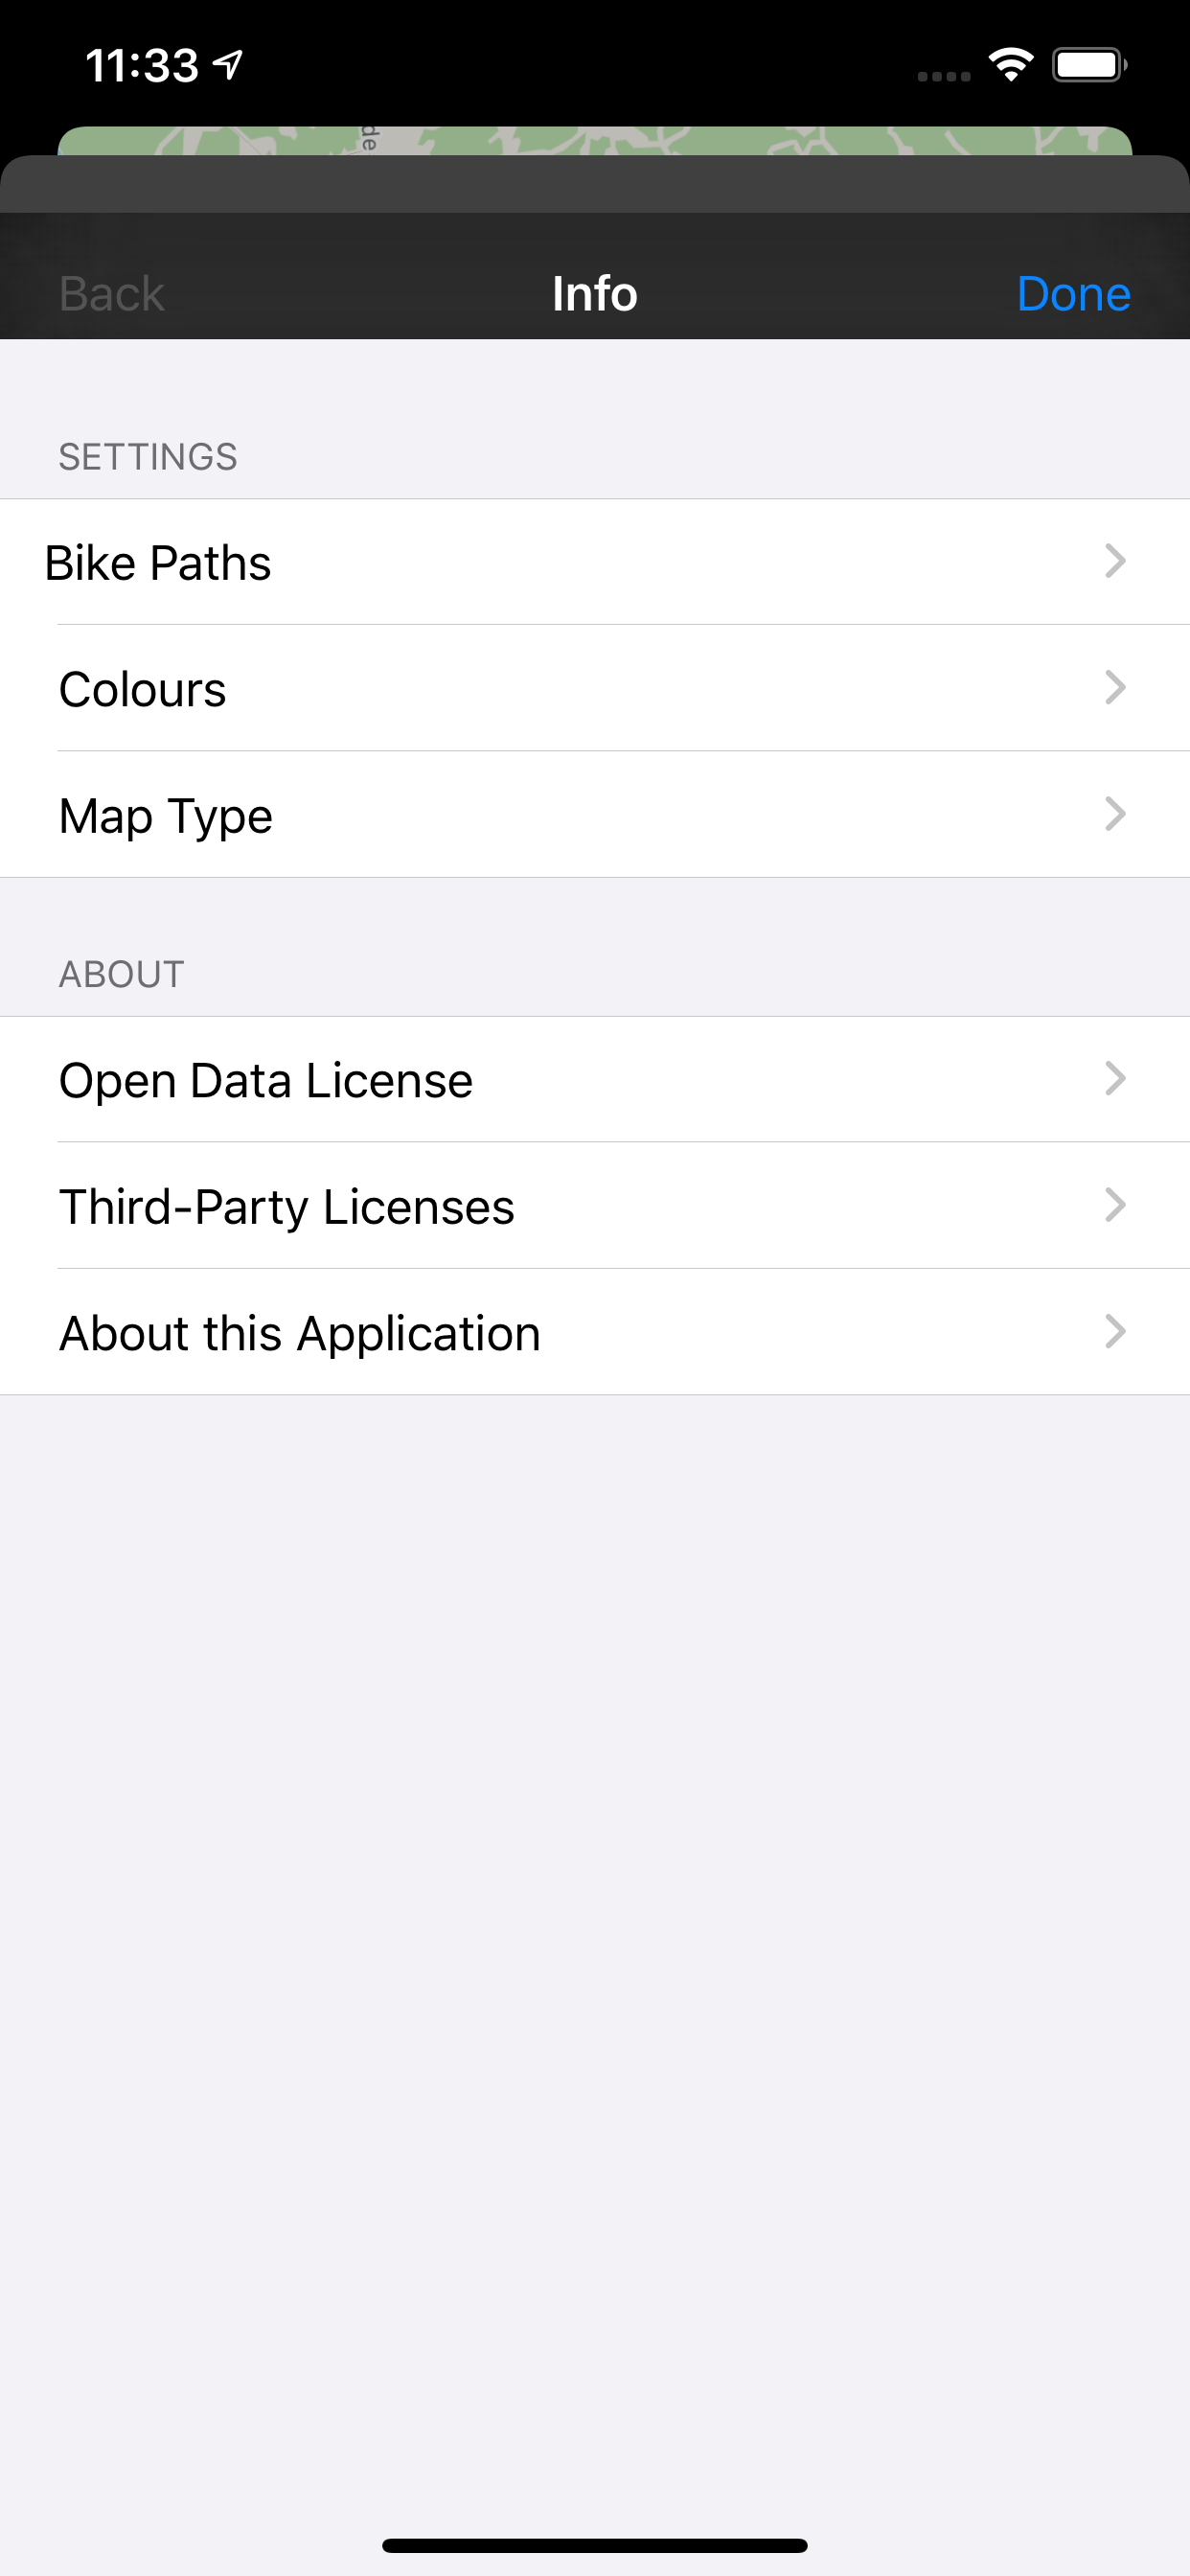 11:33
de
Back Info Done
SETTINGS
Bike Paths
Colours
Map Type
ABOUT
Open Data License
Third-Party Licenses
About this Application